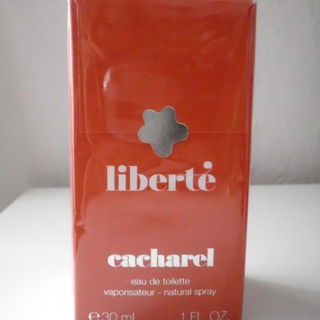 liberté
cacharel
eau de toilette
vaporisateur - natural spray
℮ 30 ml 1 FL. OZ.